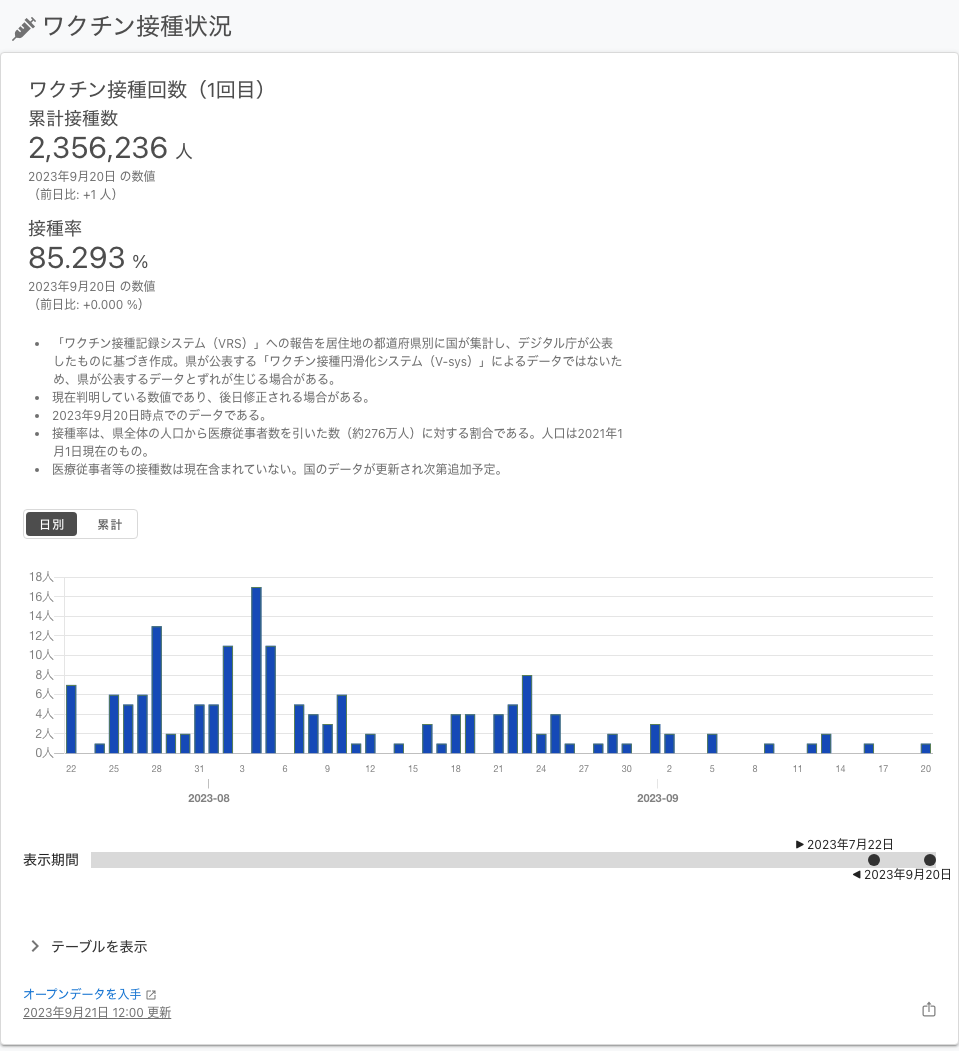 ワクチン接種状況
ワクチン接種回数（1回目）
累計接種数
2,356,236 人
2023年9月20日 の数値
（前日比: +1 人）
接種率
85.293 %
2023年9月20日 の数値
（前日比: +0.000 %）
• 「ワクチン接種記録システム（VRS）」への報告を居住地の都道府県別に国が集計し、デジタル庁が公表
したものに基づき作成。県が公表する「ワクチン接種円滑化システム（V-sys）」によるデータではないた
め、県が公表するデータとずれが生じる場合がある。
• 現在判明している数値であり、後日修正される場合がある。
• 2023年9月20日時点でのデータである。
• 接種率は、県全体の人口から医療従事者数を引いた数（約276万人）に対する割合である。人口は2021年1
月1日現在のもの。
• 医療従事者等の接種数は現在含まれていない。国のデータが更新され次第追加予定。
日別 累計
18人
16人
14人
12人
10人
8人
6人
4人
2人
0人
22 25 28 31 3 6 9 12 15 18 21 24 27 30 2 5 8 11 14 17 20
2023-08 2023-09
▶ 2023年7月22日
表示期間
◀ 2023年9月20日
テーブルを表示
オープンデータを入手
2023年9月21日 12:00 更新